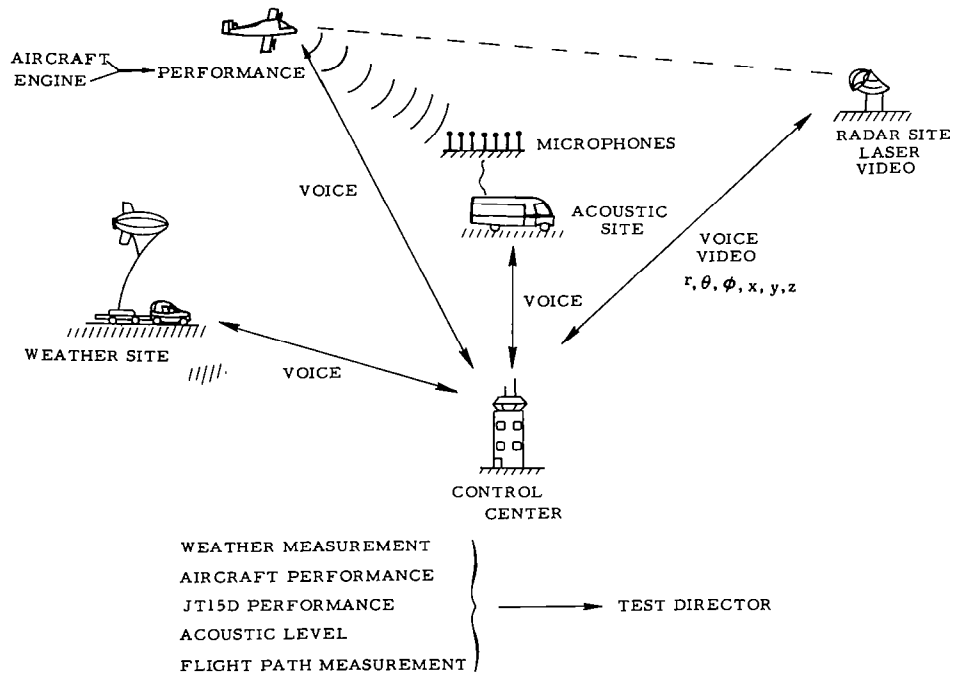 AIRCRAFT
ENGINE
PERFORMANCE
MICROPHONES
RADAR SITE
LASER
VIDEO
VOICE
ACOUSTIC
SITE
VOICE
VIDEO
r, θ, ϕ, x, y, z
VOICE
WEATHER SITE
VOICE
CONTROL
CENTER
WEATHER MEASUREMENT
AIRCRAFT PERFORMANCE
JT15D PERFORMANCE
ACOUSTIC LEVEL
FLIGHT PATH MEASUREMENT
TEST DIRECTOR